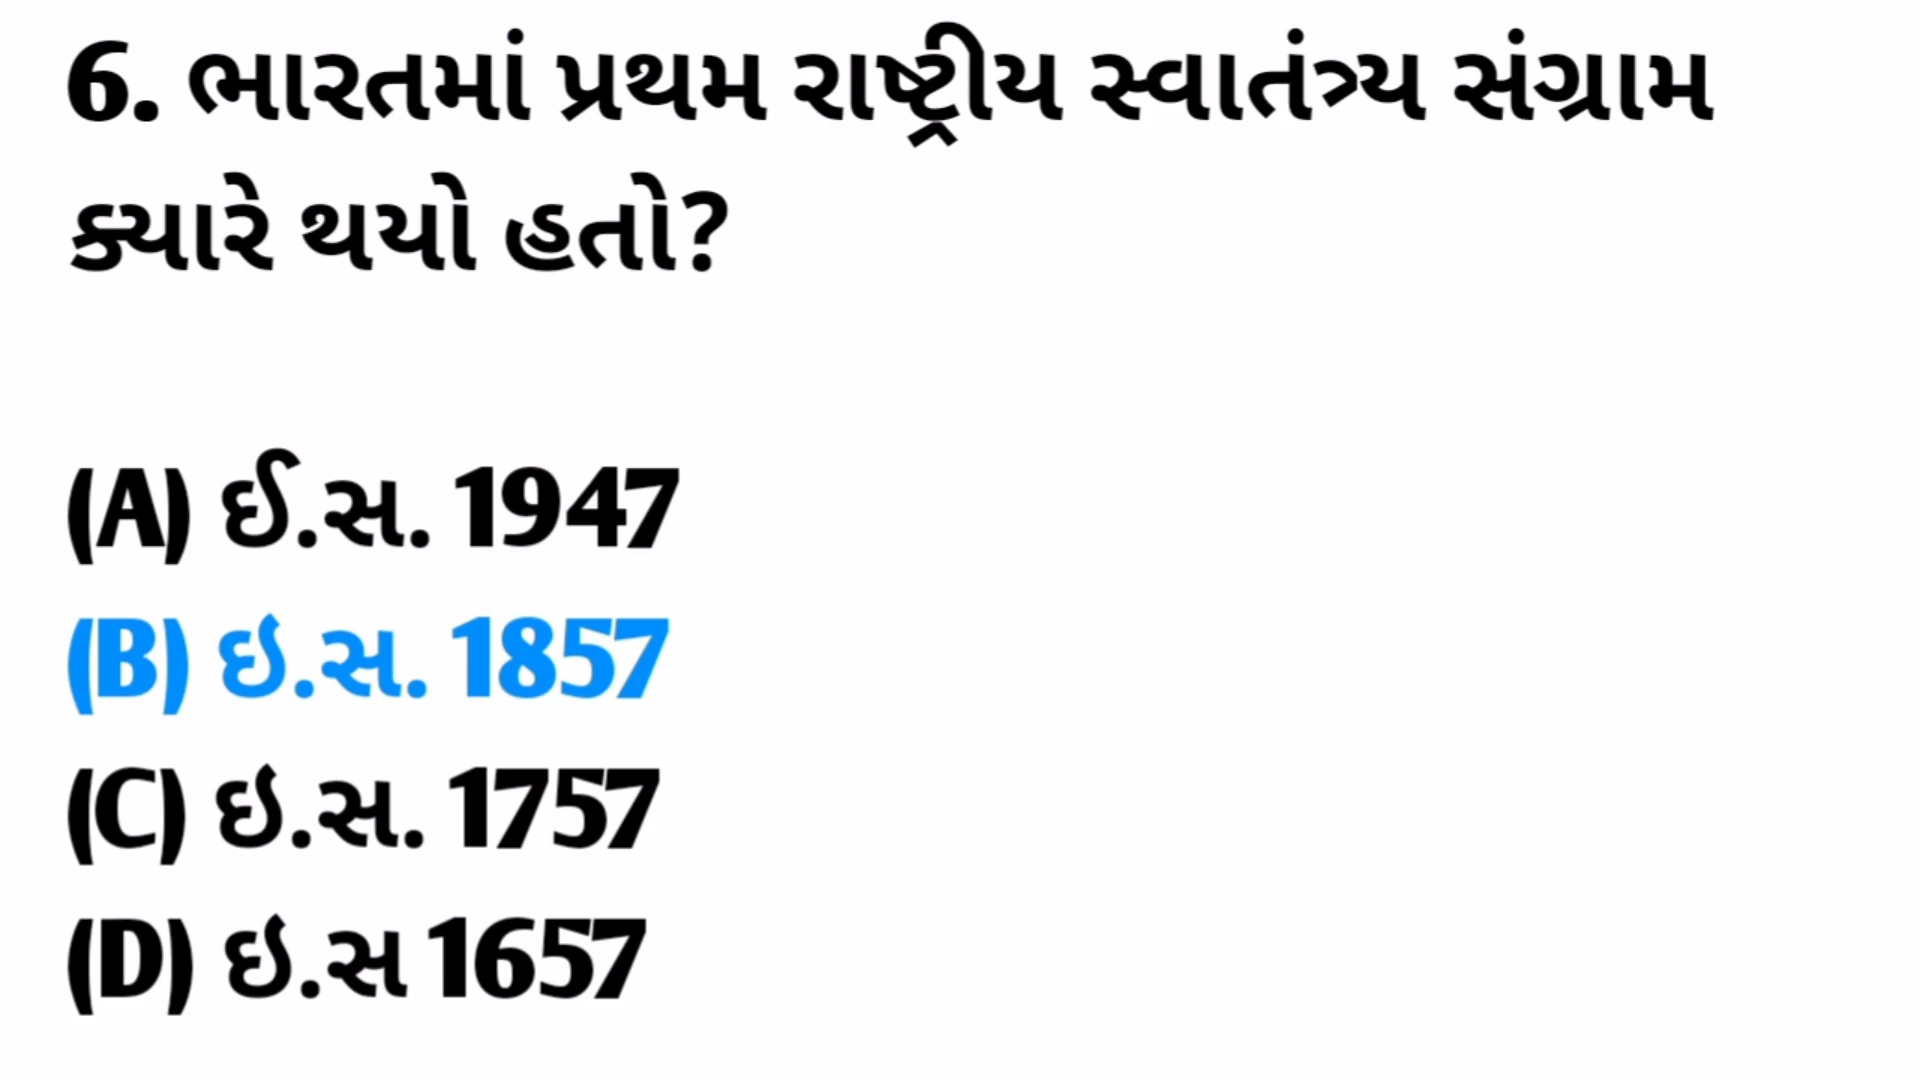 6. ભારતમાં પ્રથમ રાષ્ટ્રીય સ્વાતંત્ર્ય સંગ્રામ
ક્યારે થયો હતો?
(A) ઈ.સ. 1947
(B) ઇ.સ. 1857
(C) ઇ.સ. 1757
(D) ઇ.સ 1657